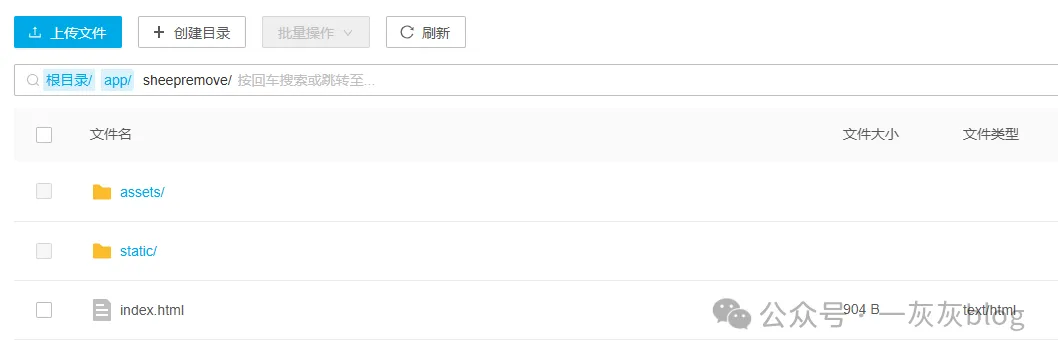 上传文件 创建目录 批量操作 刷新
根目录/ app/ sheepremove/ 按回车搜索或跳转至...
文件名 文件大小 文件类型
assets/
static/
index.html 904 B text/html
公众号·一灰灰blog